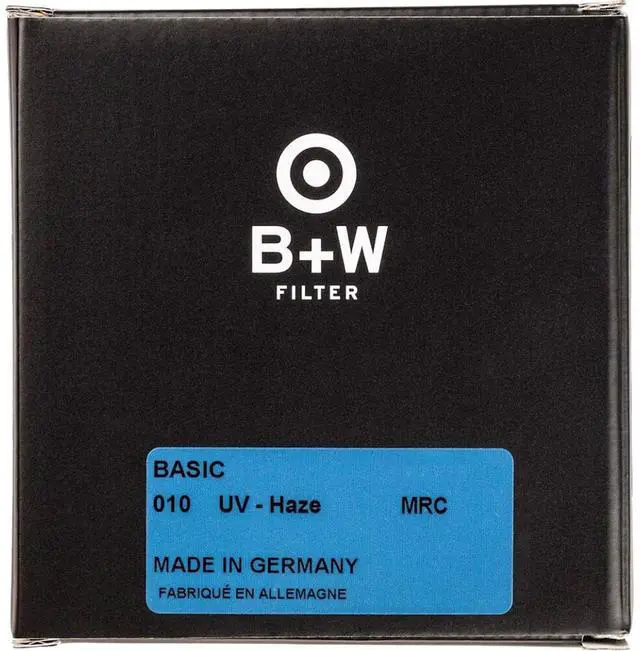 B+W
FILTER
BASIC
010 UV - Haze MRC
MADE IN GERMANY
FABRIQUÉ EN ALLEMAGNE